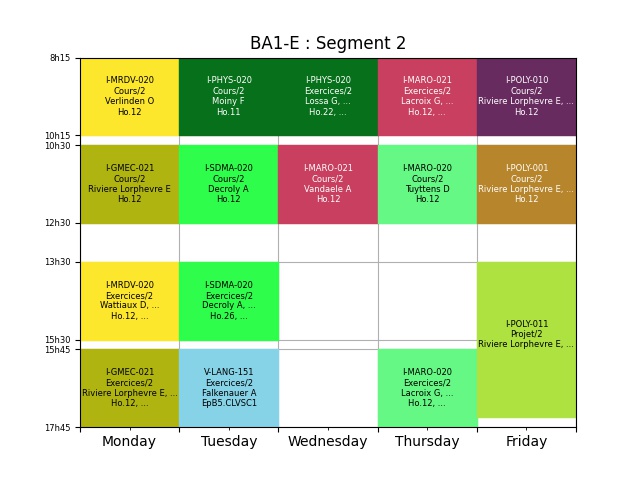 BA1-E : Segment 2
8h15
I-MRDV-020
Cours/2
Verlinden O
Ho.12
I-PHYS-020
Cours/2
Moiny F
Ho.11
I-PHYS-020
Exercices/2
Lossa G, ...
Ho.22, ...
I-MARO-021
Exercices/2
Lacroix G, ...
Ho.12, ...
I-POLY-010
Cours/2
Riviere Lorphevre E, ...
Ho.12
10h15
10h30
I-GMEC-021
Cours/2
Riviere Lorphevre E
Ho.12
I-SDMA-020
Cours/2
Decroly A
Ho.12
I-MARO-021
Cours/2
Vandaele A
Ho.12
I-MARO-020
Cours/2
Tuyttens D
Ho.12
I-POLY-001
Cours/2
Riviere Lorphevre E, ...
Ho.12
12h30
13h30
I-MRDV-020
Exercices/2
Wattiaux D, ...
Ho.12, ...
I-SDMA-020
Exercices/2
Decroly A, ...
Ho.26, ...
I-POLY-011
Projet/2
Riviere Lorphevre E, ...
15h30
15h45
I-GMEC-021
Exercices/2
Riviere Lorphevre E, ...
Ho.12, ...
V-LANG-151
Exercices/2
Falkenauer A
EpB5.CLVSC1
I-MARO-020
Exercices/2
Lacroix G, ...
Ho.12, ...
17h45
Monday
Tuesday
Wednesday
Thursday
Friday